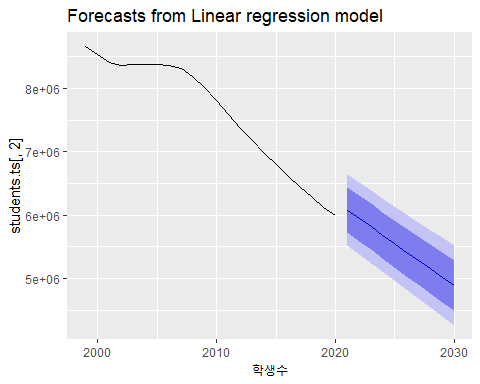 Forecasts from Linear regression model
students.ts[, 2]
8e+06
7e+06
6e+06
5e+06
2000
2010
2020
2030
학생수